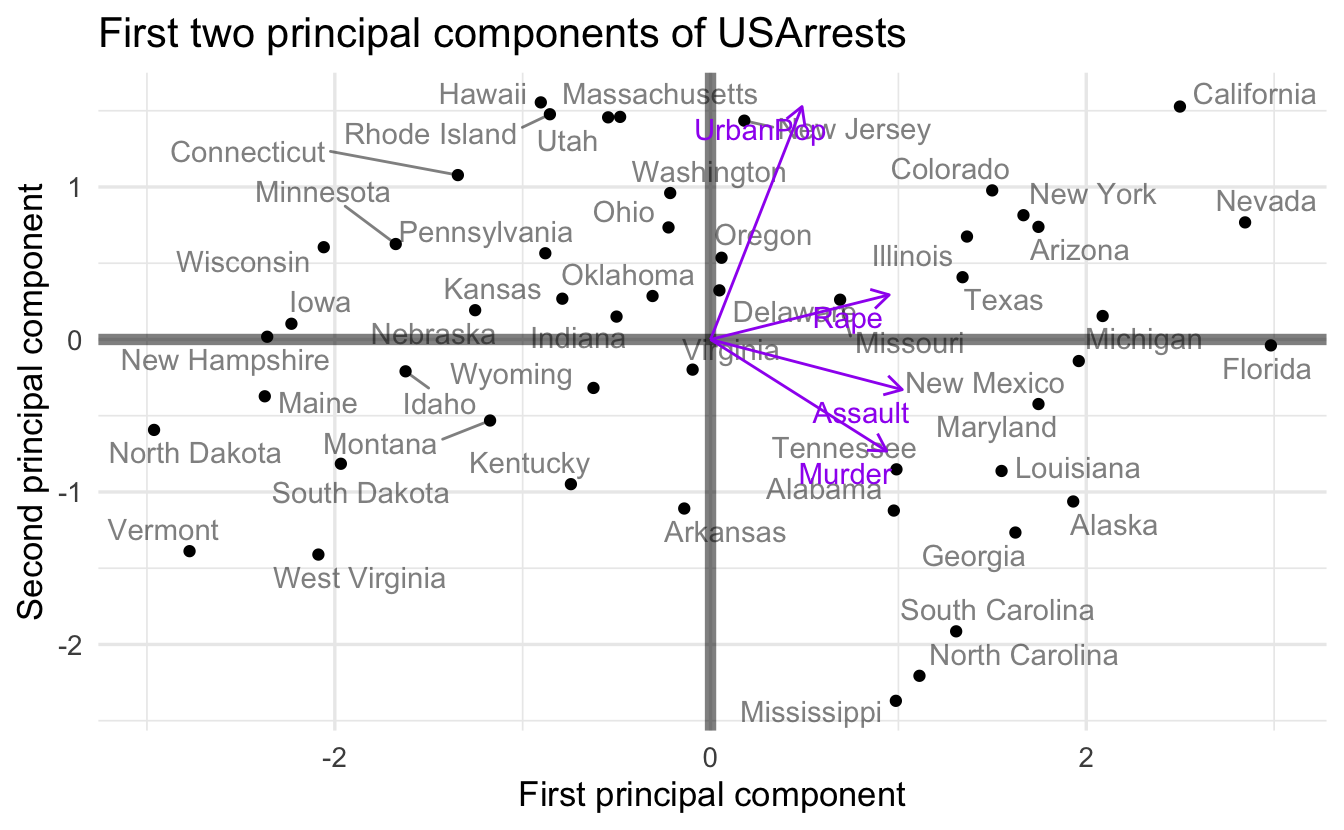 First two principal components of USArrests
Hawaii
Massachusetts
California
Rhode Island
Utah
UrbanPop
New Jersey
Connecticut
Washington
Colorado
Minnesota
New York
Nevada
1
Ohio
Pennsylvania
Oregon
Illinois
Arizona
Wisconsin
Oklahoma
Kansas
Iowa
Texas
Delaware
Rape
Nebraska
Indiana
0
Virginia
Missouri
Michigan
New Hampshire
Wyoming
Florida
New Mexico
Maine
Idaho
Assault
Maryland
Montana
Tennessee
North Dakota
Kentucky
Louisiana
Murder
South Dakota
Alabama
-1
Vermont
Arkansas
Alaska
Georgia
West Virginia
South Carolina
-2
North Carolina
Mississippi
-2
0
2
First principal component
Second principal component